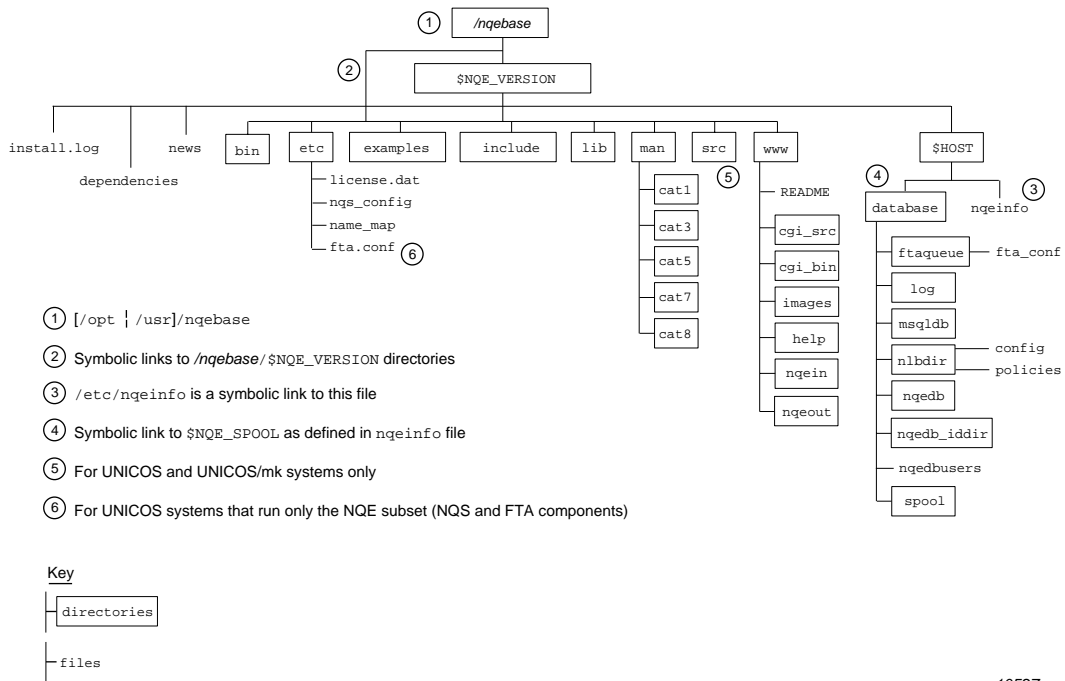 1 /nqebase
2 $NQE_VERSION
install.log
dependencies
news
bin
etc
examples
include
lib
man
src
www
$HOST
5
license.dat
nqs_config
name_map
fta.conf 6
cat1
cat3
cat5
cat7
cat8
README
cgi_src
cgi_bin
images
help
nqein
nqeout
4 database
nqeinfo 3
ftaqueue fta_conf
log
msqldb
nlbdir config
policies
nqedb
nqedb_iddir
nqedbusers
spool
1 [/opt ¦ /usr]/nqebase
2 Symbolic links to /nqebase/$NQE_VERSION directories
3 /etc/nqeinfo is a symbolic link to this file
4 Symbolic link to $NQE_SPOOL as defined in nqeinfo file
5 For UNICOS and UNICOS/mk systems only
6 For UNICOS systems that run only the NQE subset (NQS and FTA components)
Key
directories
files